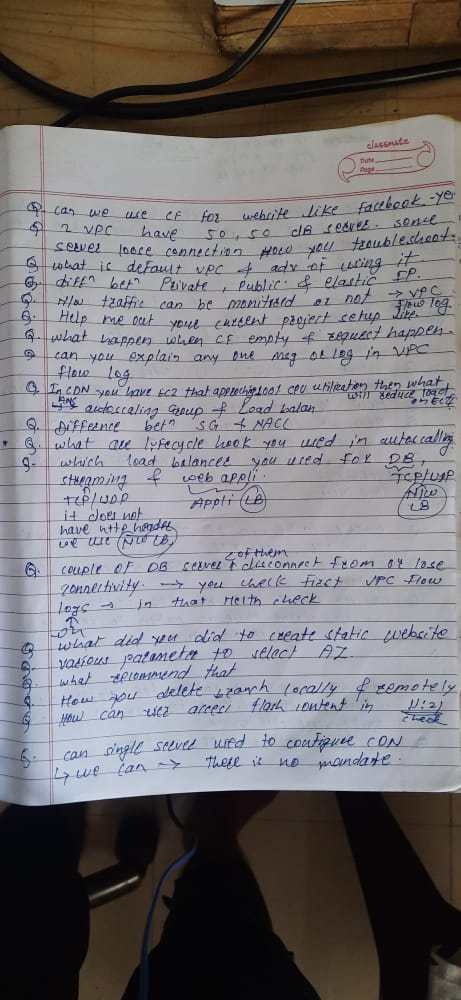 classmate
Date
Page
Q. can we use CF for website like facebook - yes
Q 2 VPC have 50, 50 dB server. some
server loose connection How you troubleshoot
Q what is default VPC & adv of using it
Q. diffn betn Private, Public & elastic IP.
Q. N/w traffic can be monitored or not → VPC flow log
Q. Help me out your current project setup like.
Q. what happen when CF empty & request happen.
Q can you explain any one msg of log in VPC
flow log
Q. In CDN you have EC2 that approching 100% CPU utilization then what will reduce load on EC2
Ans → autoscaling group & Load balan
Q. Diffrence betn SG & NACL
Q. what are lyfecycle hook you used in autoscalling.
Q. which load balancer you used for DB,
streaming & web appli.
TCP/UDP
TCP/UDP Appli LB N/w LB
it does not
have http header
we use N/w LB
of them
Q. couple of DB server disconnect from or lose
connectivity. → you check first VPC flow
logs → in that Helth check
Q what did you did to create static website
Q. various parameter to select AZ.
Q. what recommend that
Q. How you delete branch locally & remotely
Q How can user access flash content in 11:21
check
Q. can single server used to configure CDN
↳ we can → there is no mandate.